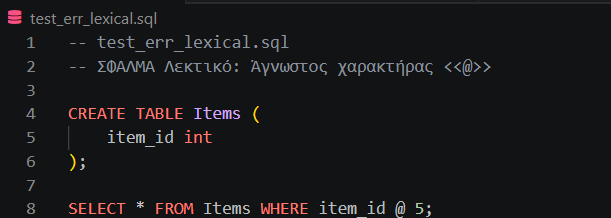 test_err_lexical.sql
1 -- test_err_lexical.sql
2 -- ΣΦΑΛΜΑ Λεκτικό: Άγνωστος χαρακτήρας <<@>>
3
4 CREATE TABLE Items (
5     item_id int
6 );
7
8 SELECT * FROM Items WHERE item_id @ 5;